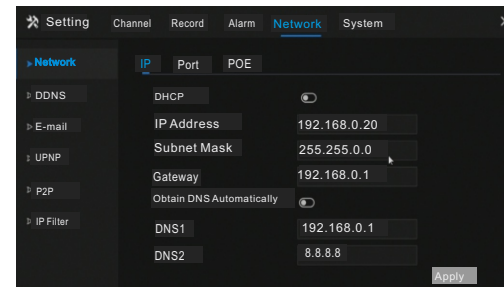 Setting Channel Record Alarm Network System
Network
IP Port POE
DDNS
DHCP
E-mail
IP Address 192.168.0.20
UPNP
Subnet Mask 255.255.0.0
Gateway 192.168.0.1
P2P
Obtain DNS Automatically
IP Filter
DNS1 192.168.0.1
DNS2 8.8.8.8
Apply